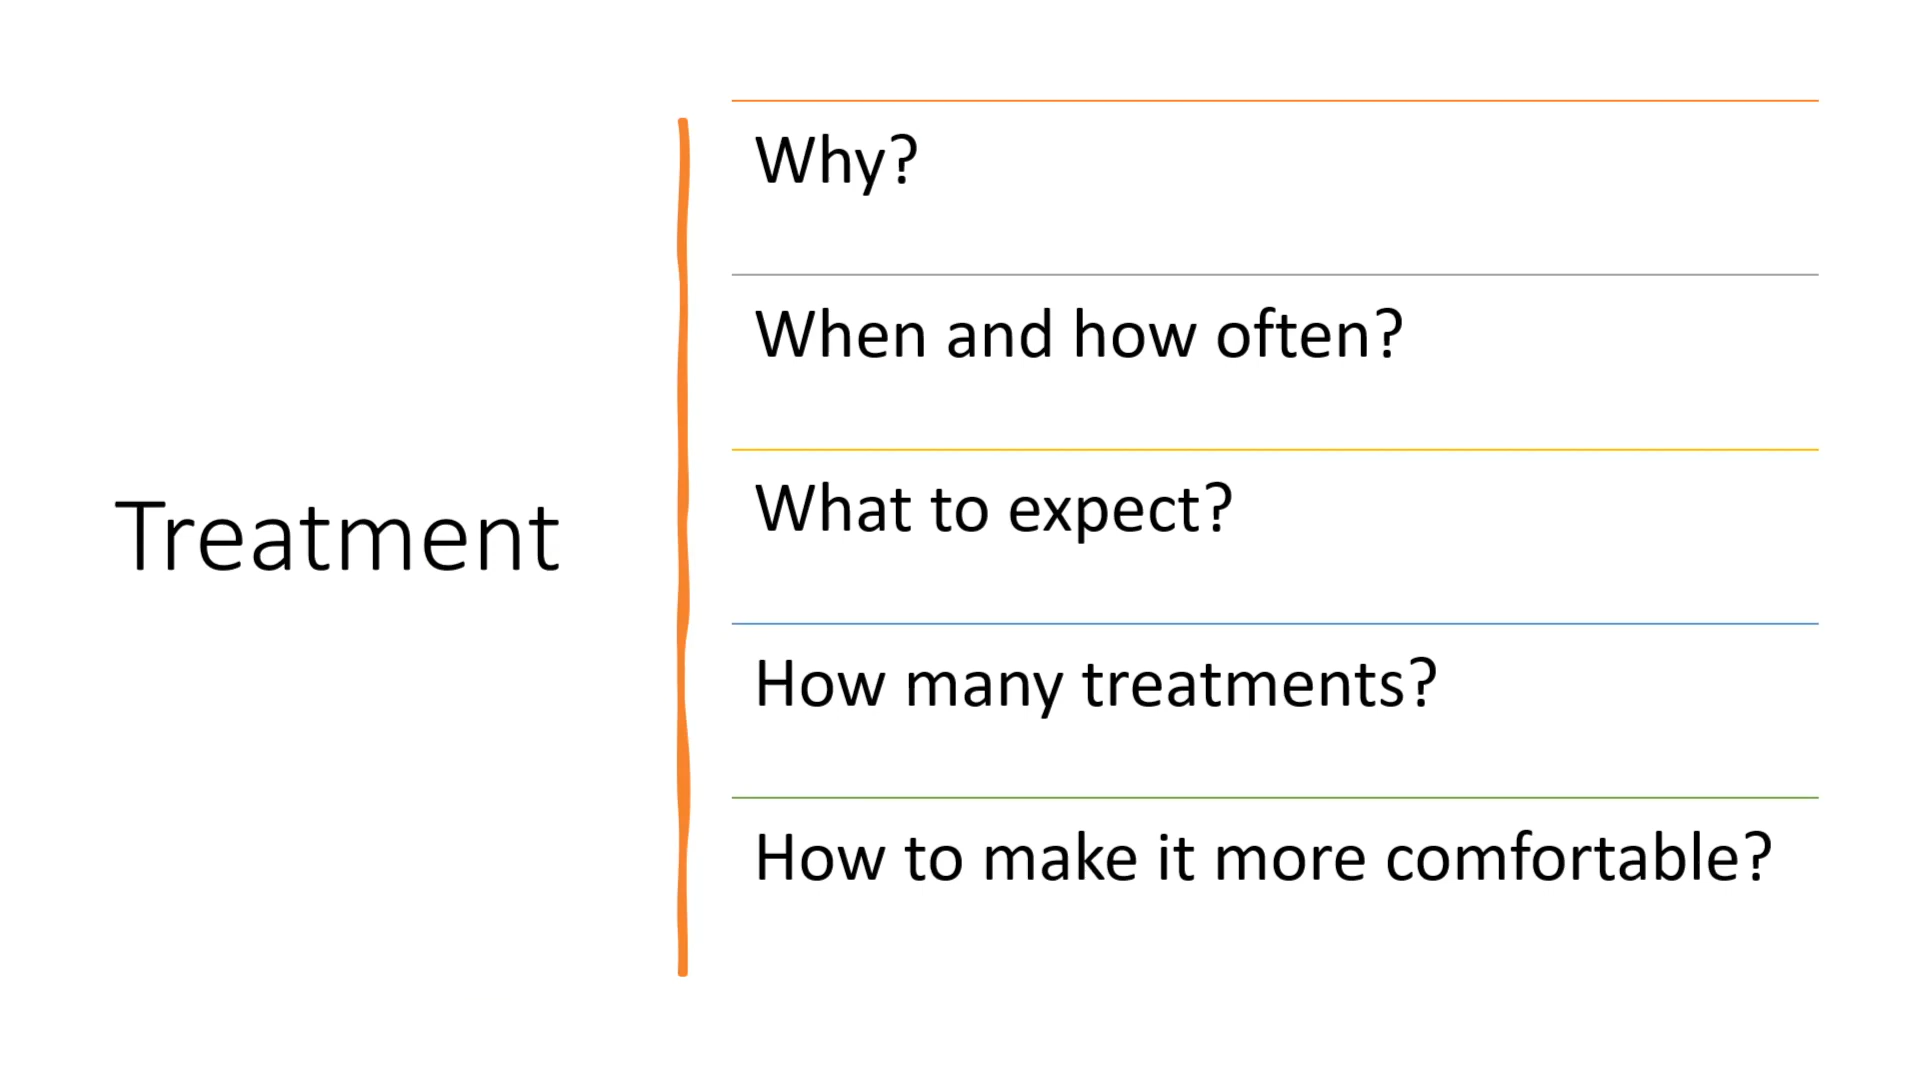 Treatment
Why?
When and how often?
What to expect?
How many treatments?
How to make it more comfortable?